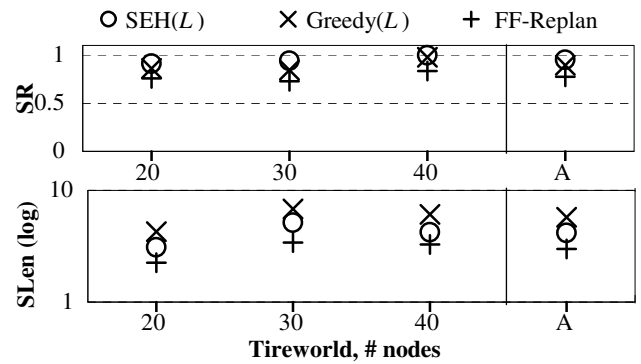 SEH(L) Greedy(L) FF-Replan
SR
1
0.5
0
20 30 40 A
SLen (log)
10
1
20 30 40 A
Tireworld, # nodes